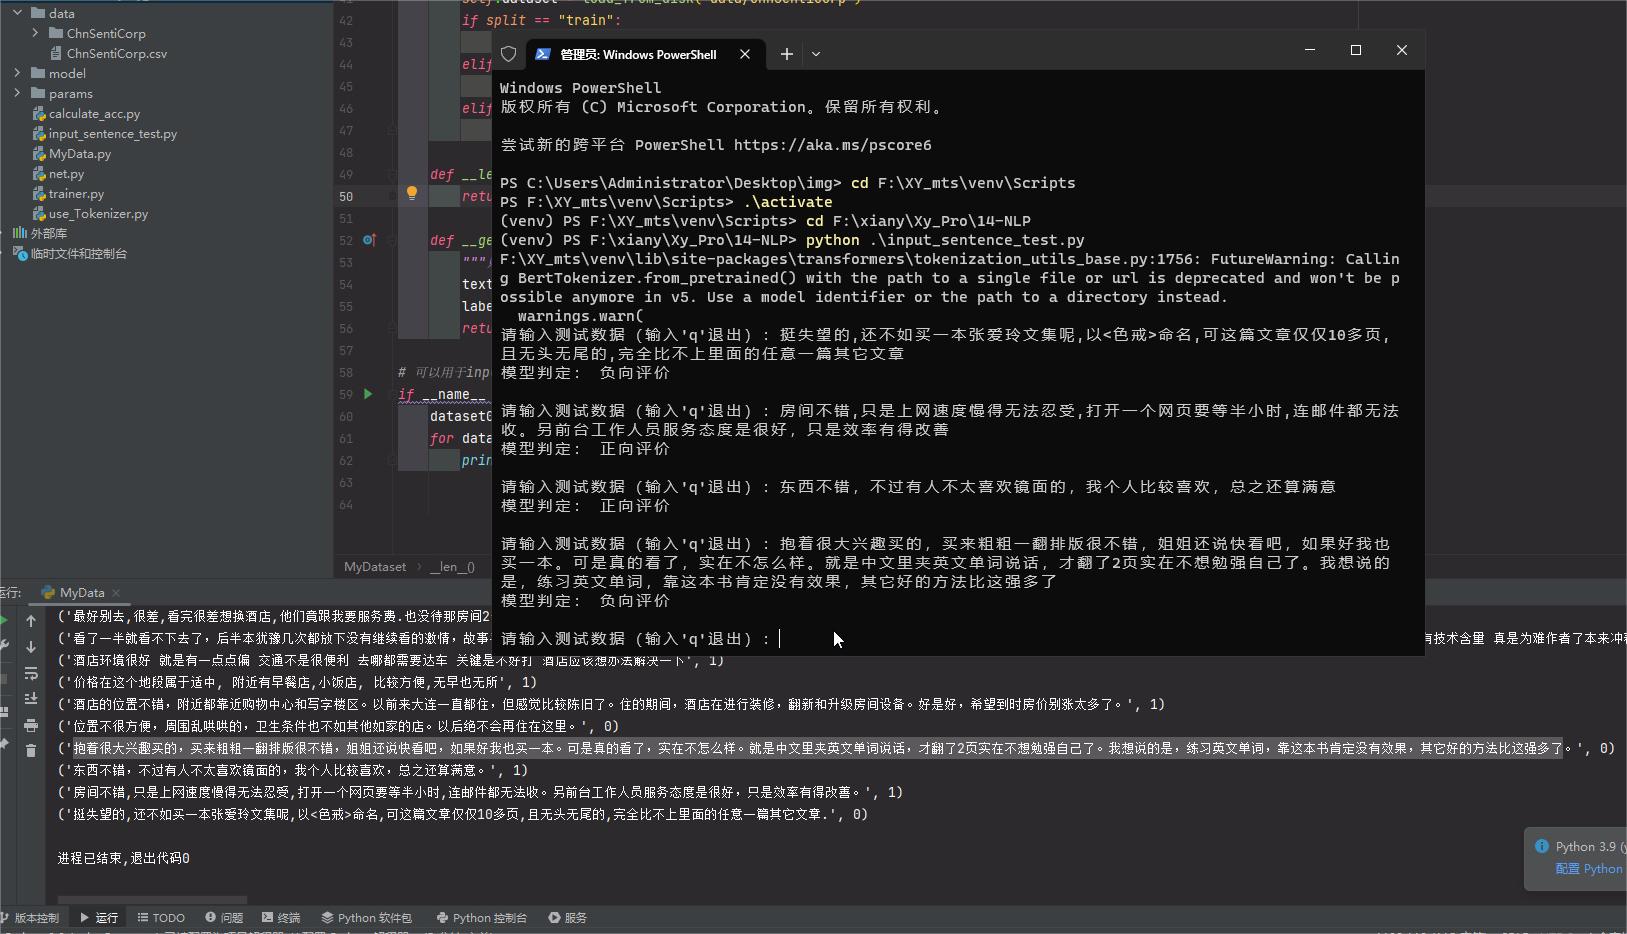 data
ChnSentiCorp
ChnSentiCorp.csv
model
params
calculate_acc.py
input_sentence_test.py
MyData.py
net.py
trainer.py
use_Tokenizer.py
外部库
临时文件和控制台
42 if split == "train":
43
44 elif
45
46 elif
47
48
49 def __le
50 retu
51
52 def __ge
53 """
54 text
55 labe
56 retu
57
58 # 可以用于inp
59 if __name__
60 dataset
61 for data
62 prin
63
64
MyDataset > __len__()
管理员: Windows PowerShell
Windows PowerShell
版权所有 (C) Microsoft Corporation。保留所有权利。
尝试新的跨平台 PowerShell https://aka.ms/pscore6
PS C:\Users\Administrator\Desktop\img> cd F:\XY_mts\venv\Scripts
PS F:\XY_mts\venv\Scripts> .\activate
(venv) PS F:\XY_mts\venv\Scripts> cd F:\xiany\Xy_Pro\14-NLP
(venv) PS F:\xiany\Xy_Pro\14-NLP> python .\input_sentence_test.py
F:\XY_mts\venv\lib\site-packages\transformers\tokenization_utils_base.py:1756: FutureWarning: Callin
g BertTokenizer.from_pretrained() with the path to a single file or url is deprecated and won't be p
ossible anymore in v5. Use a model identifier or the path to a directory instead.
warnings.warn(
请输入测试数据 (输入'q'退出) : 挺失望的,还不如买一本张爱玲文集呢,以<色戒>命名,可这篇文章仅仅10多页,
且无头无尾的,完全比不上里面的任意一篇其它文章
模型判定: 负向评价
请输入测试数据 (输入'q'退出) : 房间不错,只是上网速度慢得无法忍受,打开一个网页要等半小时,连邮件都无法
收。另前台工作人员服务态度是很好，只是效率有得改善
模型判定: 正向评价
请输入测试数据 (输入'q'退出) : 东西不错，不过有人不太喜欢镜面的，我个人比较喜欢，总之还算满意
模型判定: 正向评价
请输入测试数据 (输入'q'退出) : 抱着很大兴趣买的，买来粗粗一翻排版很不错，姐姐还说快看吧，如果好我也
买一本。可是真的看了，实在不怎么样。就是中文里夹英文单词说话，才翻了2页实在不想勉强自己了。我想说的
是，练习英文单词，靠这本书肯定没有效果，其它好的方法比这强多了
模型判定: 负向评价
请输入测试数据 (输入'q'退出) :
运行: MyData
('最好别去,很差,看完很差想换酒店,他们竟跟我要服务费.也没待那房间2
('看了一半就看不下去了，后半本犹豫几次都放下没有继续看的激情，故事 有技术含量 真是为难作者了本来冲
('酒店环境很好 就是有一点点偏 交通不是很便利 去哪都需要达车 关键是不好打 酒店应该想办法解决一下', 1)
('价格在这个地段属于适中, 附近有早餐店,小饭店, 比较方便,无早也无所', 1)
('酒店的位置不错，附近都靠近购物中心和写字楼区。以前来大连一直都住，但感觉比较陈旧了。住的期间，酒店在进行装修，翻新和升级房间设备。好是好，希望到时房价别涨太多了。', 1)
('位置不很方便，周围乱哄哄的，卫生条件也不如其他如家的店。以后绝不会再住在这里。', 0)
('抱着很大兴趣买的，买来粗粗一翻排版很不错，姐姐还说快看吧，如果好我也买一本。可是真的看了，实在不怎么样。就是中文里夹英文单词说话，才翻了2页实在不想勉强自己了。我想说的是，练习英文单词，靠这本书肯定没有效果，其它好的方法比这强多了。', 0)
('东西不错，不过有人不太喜欢镜面的，我个人比较喜欢，总之还算满意。', 1)
('房间不错,只是上网速度慢得无法忍受,打开一个网页要等半小时,连邮件都无法收。另前台工作人员服务态度是很好，只是效率有得改善。', 1)
('挺失望的,还不如买一本张爱玲文集呢,以<色戒>命名,可这篇文章仅仅10多页,且无头无尾的,完全比不上里面的任意一篇其它文章.', 0)
进程已结束,退出代码0
Python 3.9 (
配置 Python
版本控制 运行 TODO 问题 终端 Python 软件包 Python 控制台 服务